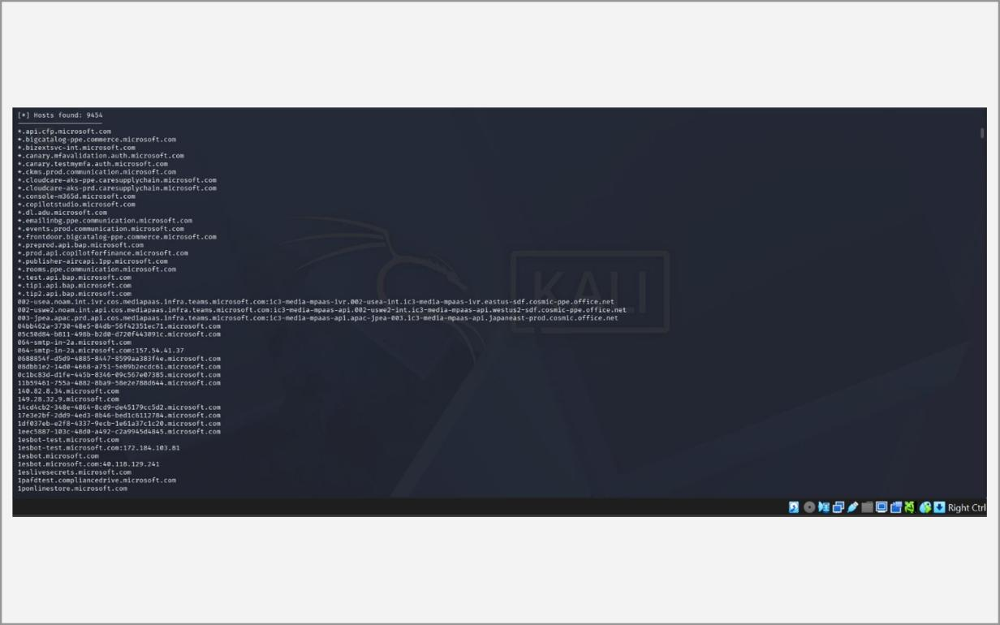 [*] Hosts found: 9454
*.api.cfp.microsoft.com
*.bigcatalog-ppe.commerce.microsoft.com
*.bizextsvc-int.microsoft.com
*.canary.mfavalidation.auth.microsoft.com
*.canary.testmymfa.auth.microsoft.com
*.ckms.prod.communication.microsoft.com
*.cloudcare-aks-ppe.caresupplychain.microsoft.com
*.cloudcare-aks-prd.caresupplychain.microsoft.com
*.console-m365d.microsoft.com
*.copilotstudio.microsoft.com
*.dl.adu.microsoft.com
*.emailinbg.ppe.communication.microsoft.com
*.events.prod.communication.microsoft.com
*.frontdoor.bigcatalog-ppe.commerce.microsoft.com
*.preprod.api.bap.microsoft.com
*.prod.api.copilotforfinance.microsoft.com
*.publisher-aircapi.1pp.microsoft.com
*.rooms.ppe.communication.microsoft.com
*.test.api.bap.microsoft.com
*.tip1.api.bap.microsoft.com
*.tip2.api.bap.microsoft.com
002-usea.noam.int.ivr.cos.mediapaas.infra.teams.microsoft.com:ic3-media-mpaas-ivr.002-usea-int.ic3-media-mpaas-ivr.eastus-sdf.cosmic-ppe.office.net
002-uswe2.noam.int.api.cos.mediapaas.infra.teams.microsoft.com:ic3-media-mpaas-api.002-uswe2-int.ic3-media-mpaas-api.westus2-sdf.cosmic-ppe.office.net
003-jpea.apac.prd.api.cos.mediapaas.infra.teams.microsoft.com:ic3-media-mpaas-api.apac-jpea-003.ic3-media-mpaas-api.japaneast-prod.cosmic.office.net
04bb462a-3730-48e5-84db-56f42351ec71.microsoft.com
05c50d84-b811-498b-b2d0-d720f443091c.microsoft.com
064-smtp-in-2a.microsoft.com
064-smtp-in-2a.microsoft.com:157.54.41.37
0688854f-d5d9-4885-8447-8599aa383f4e.microsoft.com
08dbb1e2-14d0-4668-a751-5e89b2ecdc61.microsoft.com
0c1bc83d-d1fe-445b-8346-09c567e07385.microsoft.com
11b59461-755a-4882-8ba9-58e2e788d644.microsoft.com
140.82.8.34.microsoft.com
149.28.32.9.microsoft.com
14cd4cb2-348e-4864-8cd9-de45179cc5d2.microsoft.com
17e3e2bf-2dd9-4ed3-8b46-bed1c6112784.microsoft.com
1df037eb-e2f8-4337-9ecb-1e61a37c1c20.microsoft.com
1eec5887-103c-48d0-a492-c2a9945d4845.microsoft.com
1esbot-test.microsoft.com
1esbot-test.microsoft.com:172.184.103.81
1esbot.microsoft.com
1esbot.microsoft.com:40.118.129.241
1eslivesecrets.microsoft.com
1pafdtest.compliancedrive.microsoft.com
1ponlinestore.microsoft.com
KALI
Right Ctrl